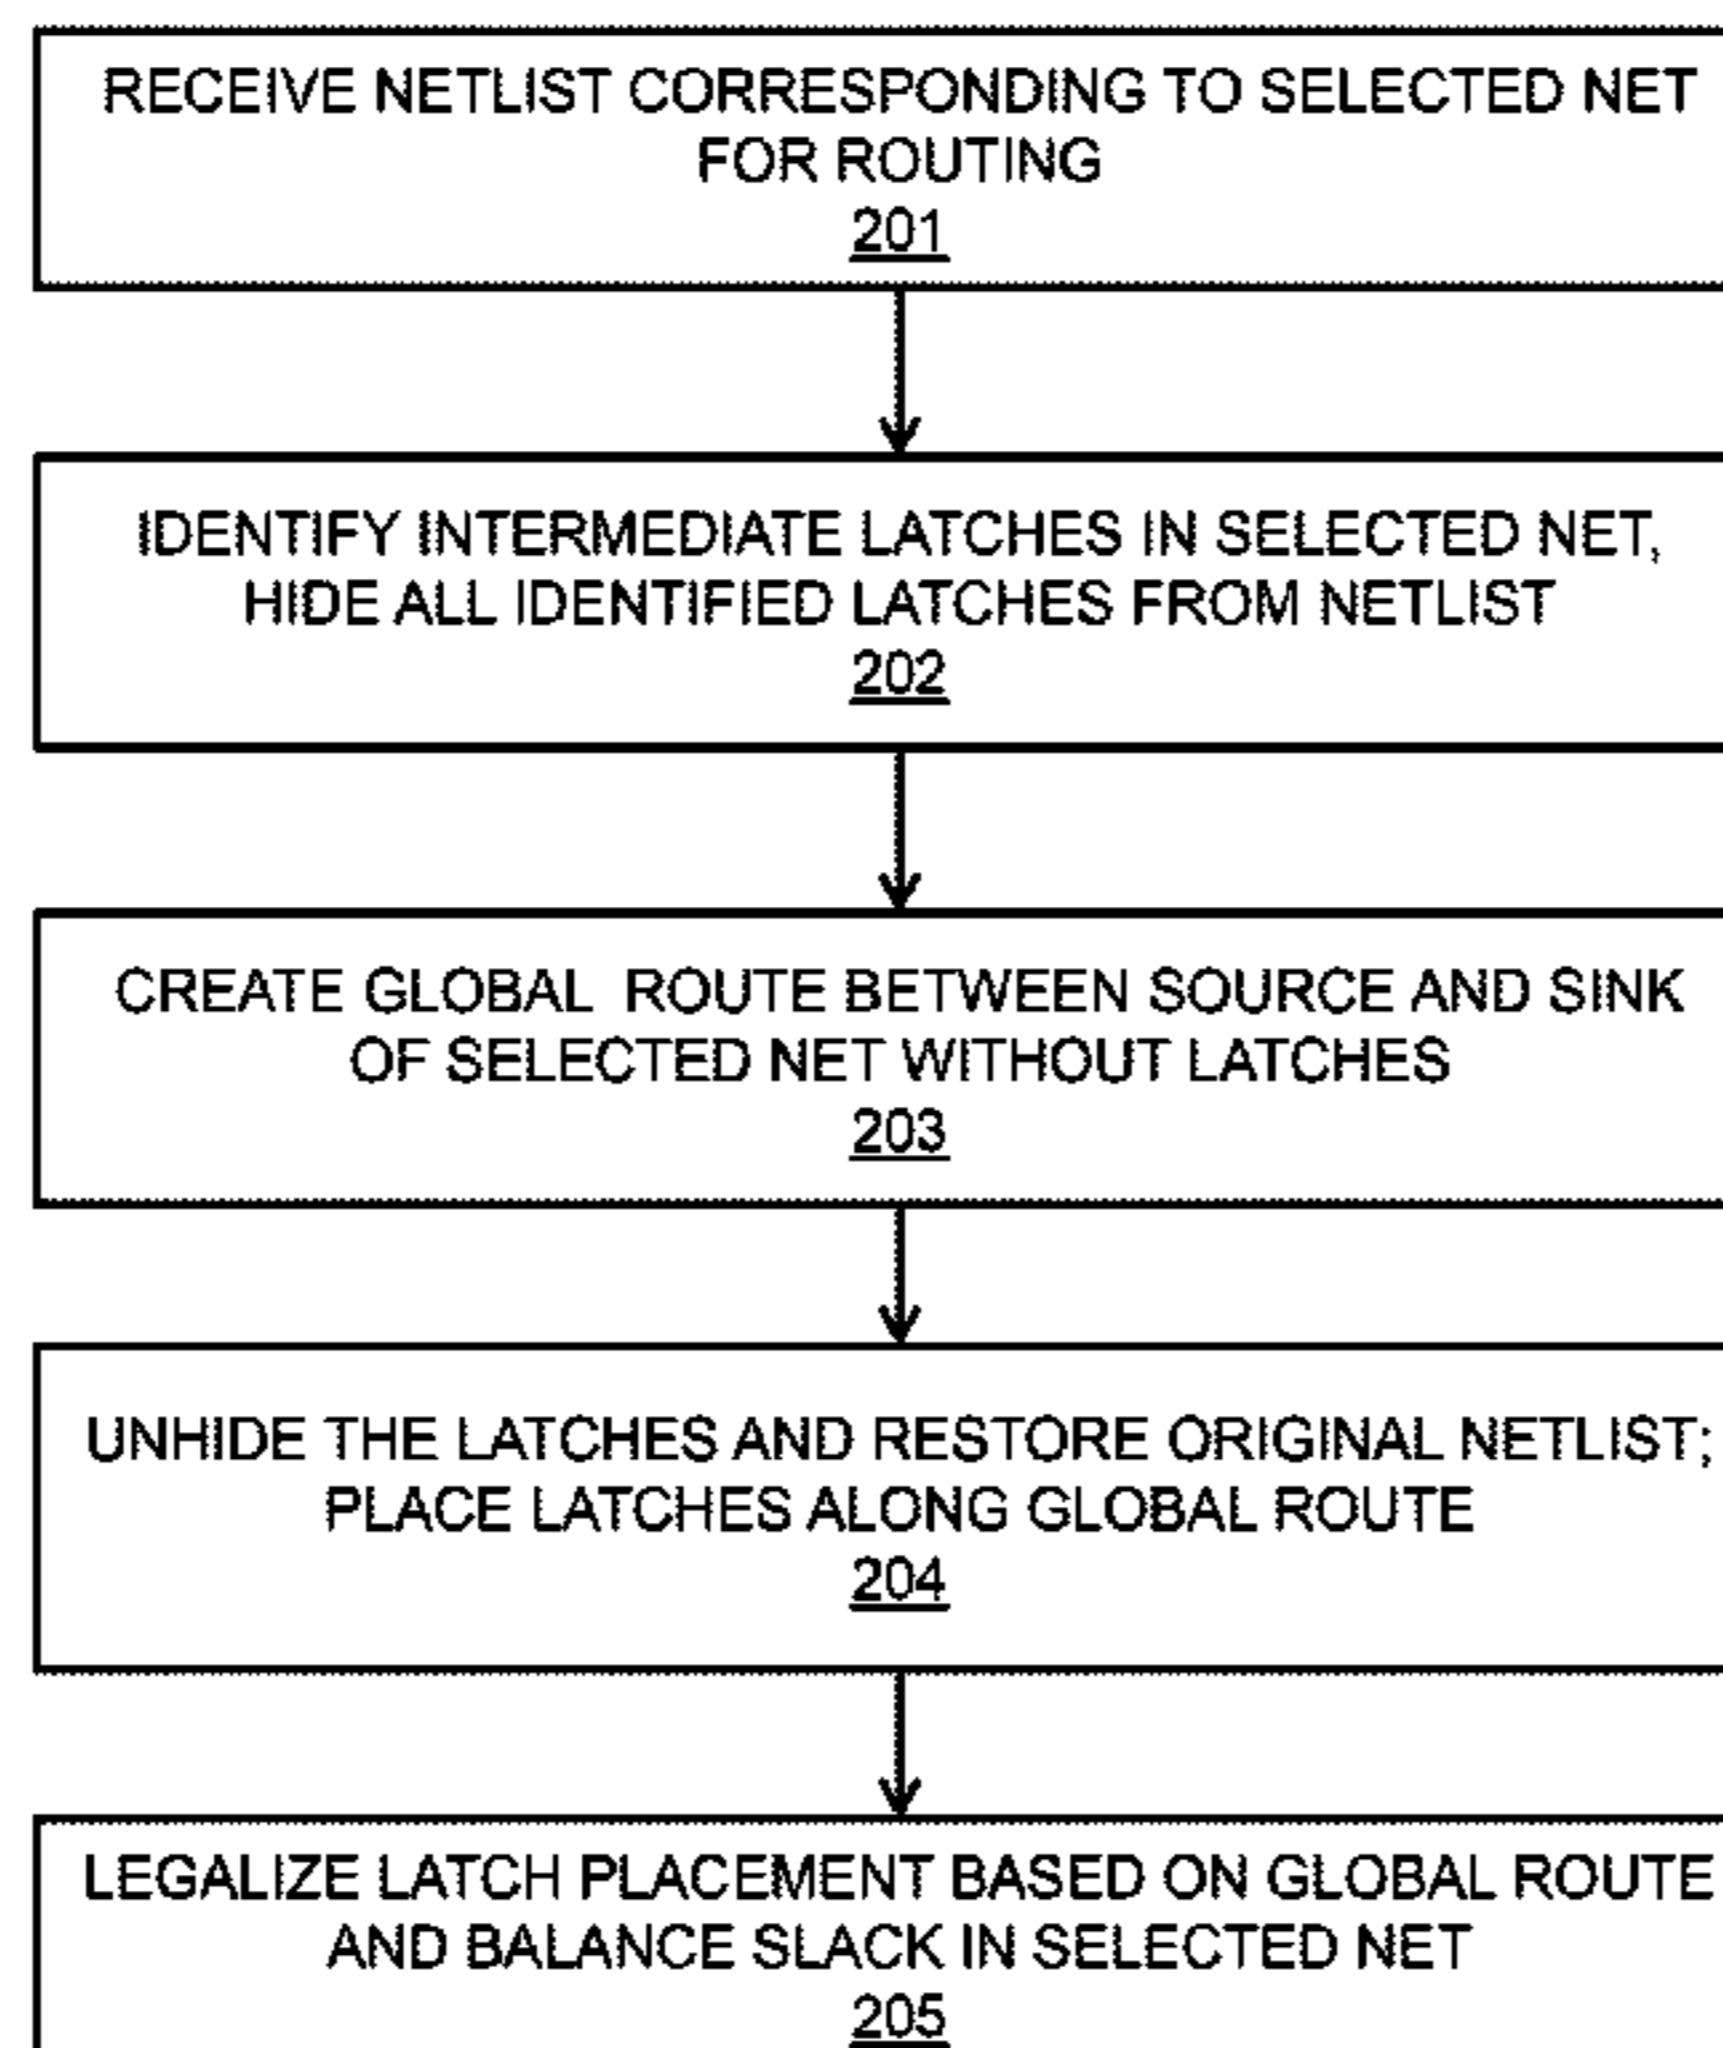 RECEIVE NETLIST CORRESPONDING TO SELECTED NET
FOR ROUTING
201
IDENTIFY INTERMEDIATE LATCHES IN SELECTED NET,
HIDE ALL IDENTIFIED LATCHES FROM NETLIST
202
CREATE GLOBAL ROUTE BETWEEN SOURCE AND SINK
OF SELECTED NET WITHOUT LATCHES
203
UNHIDE THE LATCHES AND RESTORE ORIGINAL NETLIST;
PLACE LATCHES ALONG GLOBAL ROUTE
204
LEGALIZE LATCH PLACEMENT BASED ON GLOBAL ROUTE
AND BALANCE SLACK IN SELECTED NET
205